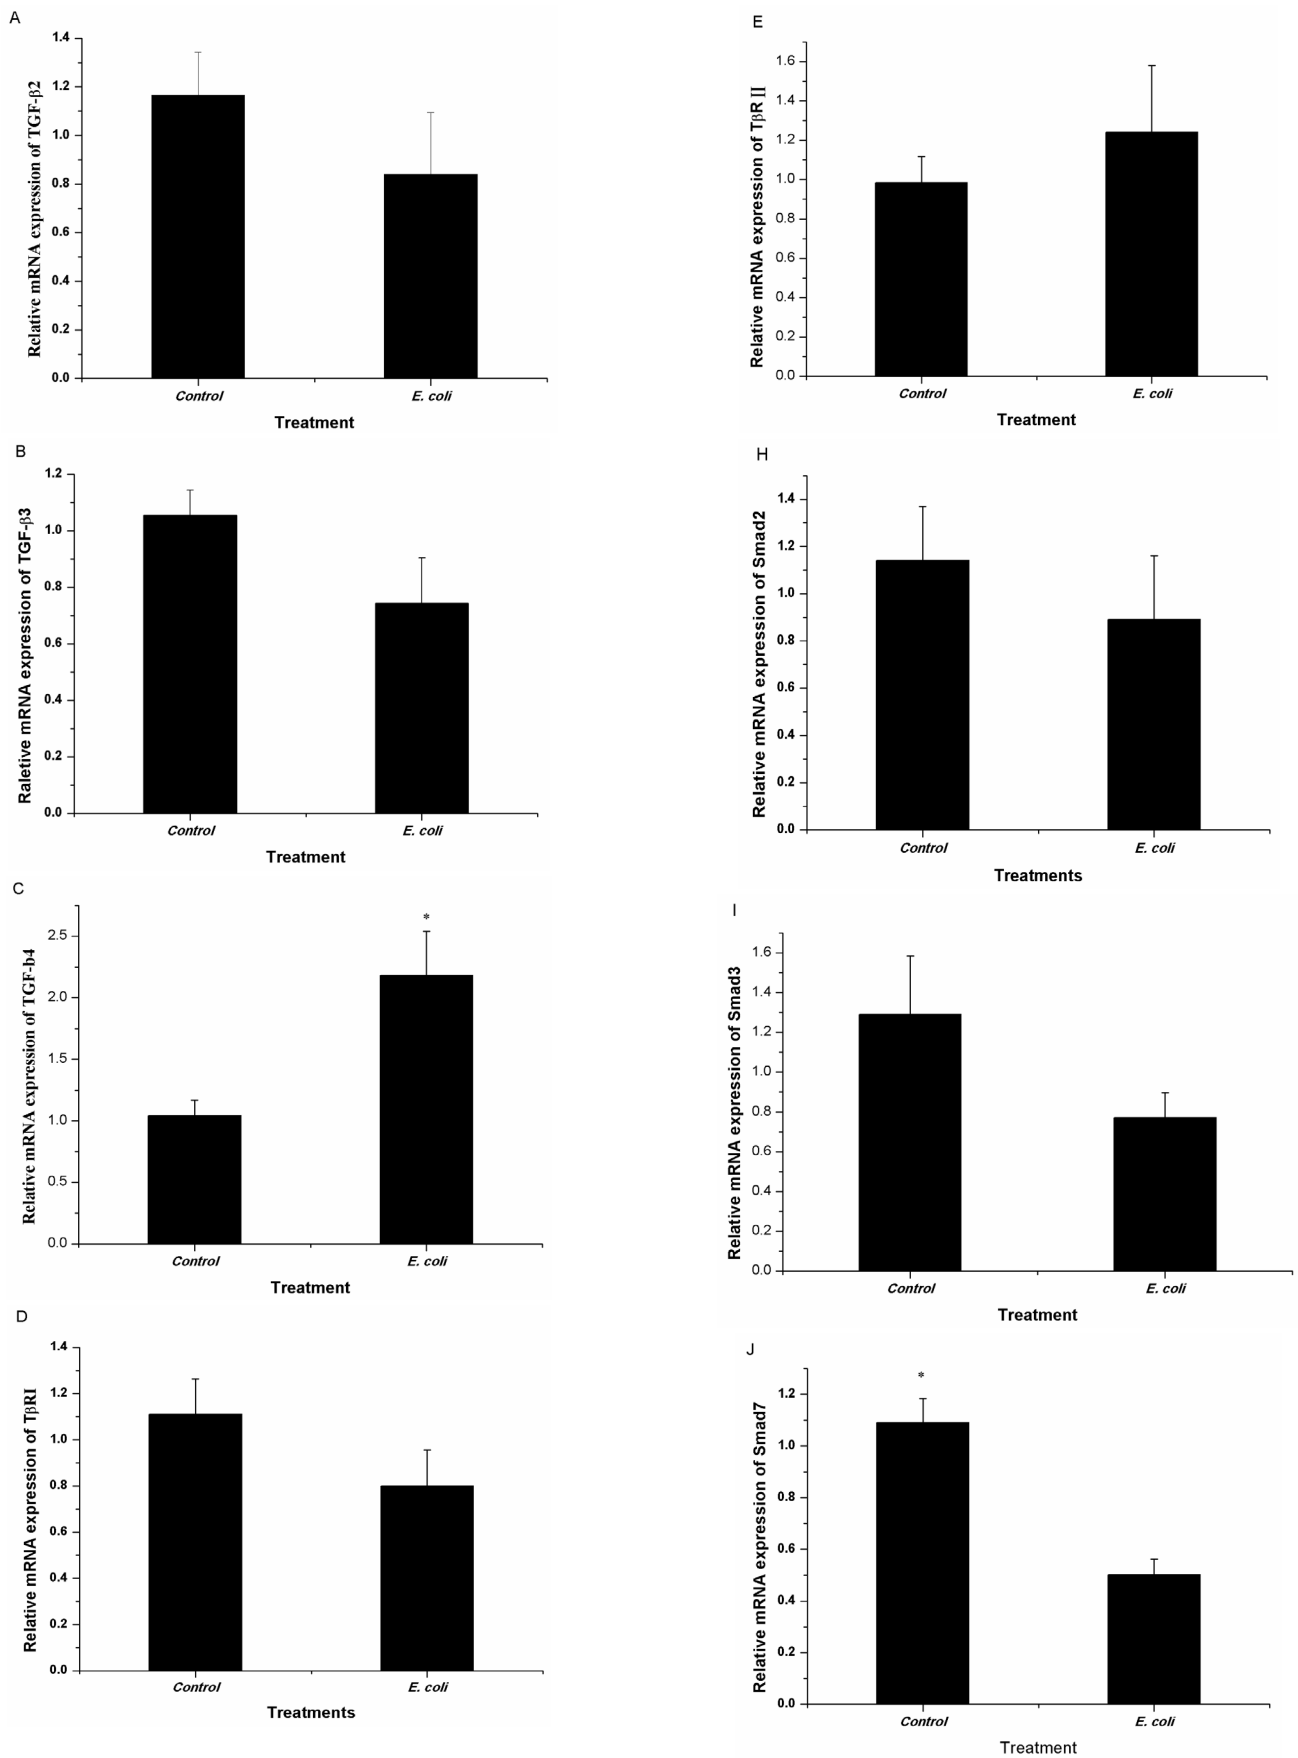 A
Relative mRNA expression of TGF-β2
1.4
1.2
1.0
0.8
0.6
0.4
0.2
0.0
Control E. coli
Treatment
B
Raletive mRNA expression of TGF-β3
1.2
1.0
0.8
0.6
0.4
0.2
0.0
Control E. coli
Treatment
C
Relative mRNA expression of TGF-b4
2.5
2.0
1.5
1.0
0.5
0.0
*
Control E. coli
Treatment
D
Relative mRNA expression of TβRI
1.4
1.2
1.0
0.8
0.6
0.4
0.2
0.0
Control E. coli
Treatments
E
Relative mRNA expression of TβR II
1.6
1.4
1.2
1.0
0.8
0.6
0.4
0.2
0.0
Control E. coli
Treatment
H
Relative mRNA expression of Smad2
1.4
1.2
1.0
0.8
0.6
0.4
0.2
0.0
Control E. coli
Treatments
I
Relative mRNA expression of Smad3
1.6
1.4
1.2
1.0
0.8
0.6
0.4
0.2
0.0
Control E. coli
Treatment
J
Relative mRNA expression of Smad7
1.2
1.0
0.8
0.6
0.4
0.2
0.0
*
Control E. coli
Treatment